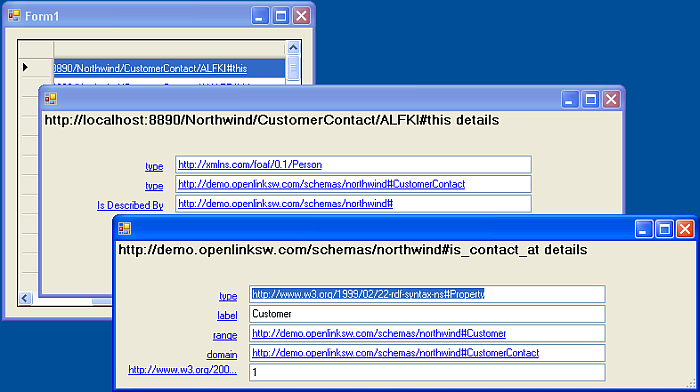 Form1
8890/Northwind/CustomerContact/ALFKI#this
http://localhost:8890/Northwind/CustomerContact/ALFKI#this details
type http://xmlns.com/foaf/0.1/Person
type http://demo.openlinksw.com/schemas/northwind#CustomerContact
Is Described By http://demo.openlinksw.com/schemas/northwind#
http://demo.openlinksw.com/schemas/northwind#is_contact_at details
type http://www.w3.org/1999/02/22-rdf-syntax-ns#Property
label Customer
range http://demo.openlinksw.com/schemas/northwind#Customer
domain http://demo.openlinksw.com/schemas/northwind#CustomerContact
http://www.w3.org/200... 1